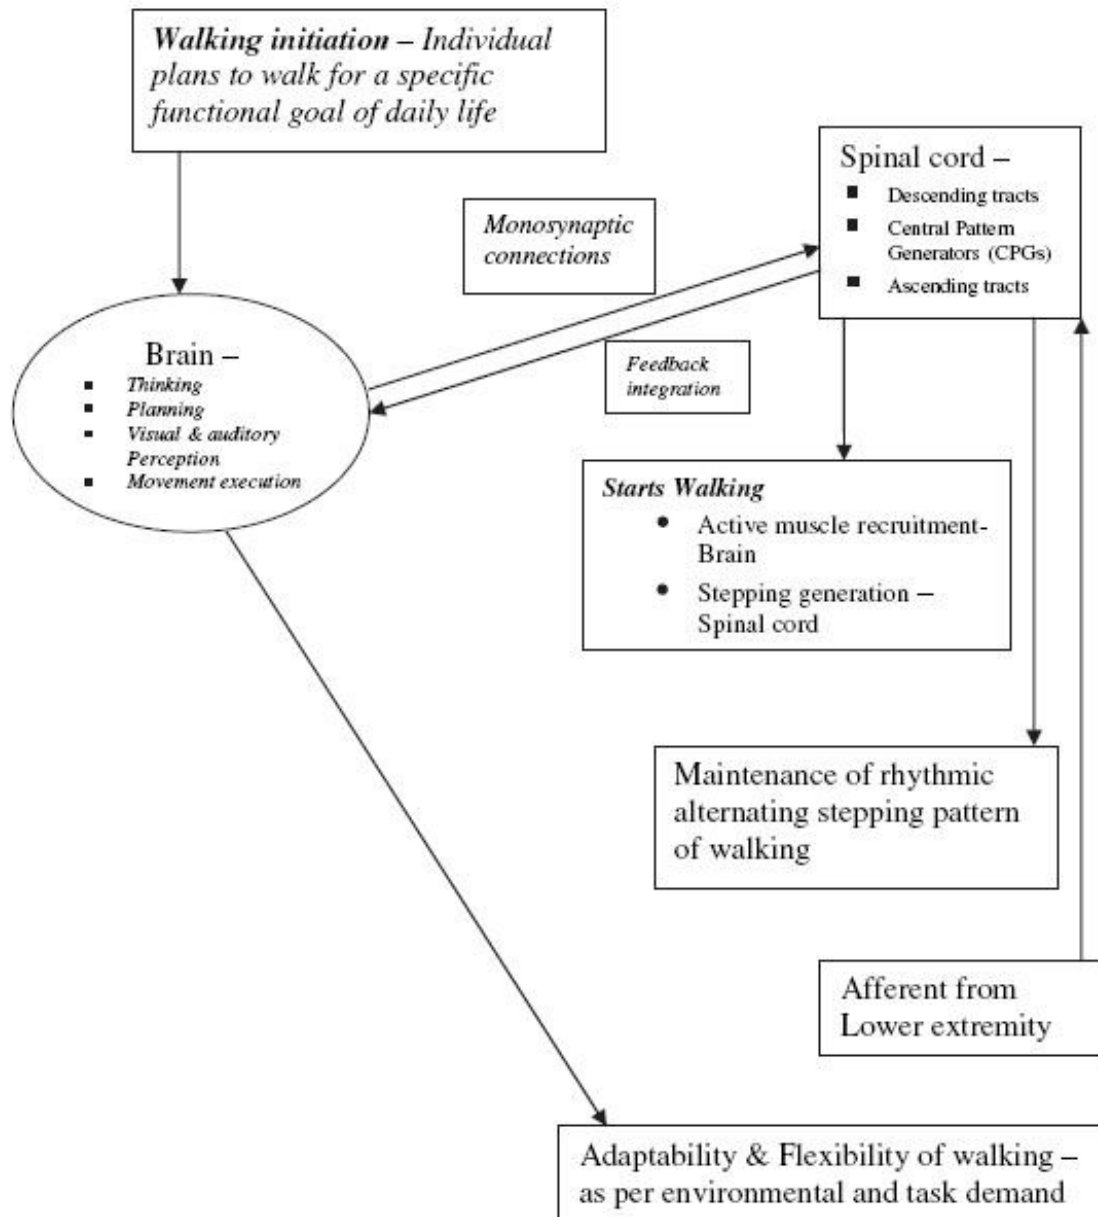 Walking initiation – Individual
plans to walk for a specific
functional goal of daily life
Spinal cord –
Descending tracts
Central Pattern
Generators (CPGs)
Ascending tracts
Monosynaptic
connections
Brain –
Thinking
Planning
Visual & auditory
Perception
Movement execution
Feedback
integration
Starts Walking
Active muscle recruitment-
Brain
Stepping generation –
Spinal cord
Maintenance of rhythmic
alternating stepping pattern
of walking
Afferent from
Lower extremity
Adaptability & Flexibility of walking –
as per environmental and task demand